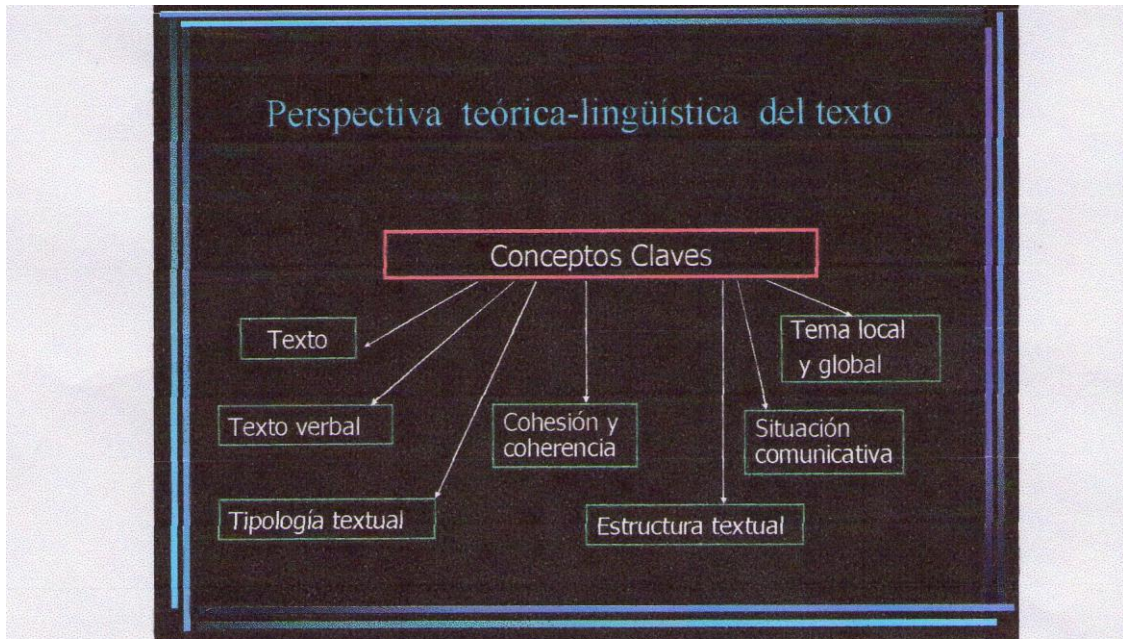 Perspectiva teórica-lingüística del texto
Conceptos Claves
Texto
Tema local
y global
Texto verbal
Cohesión y
coherencia
Situación
comunicativa
Tipología textual
Estructura textual